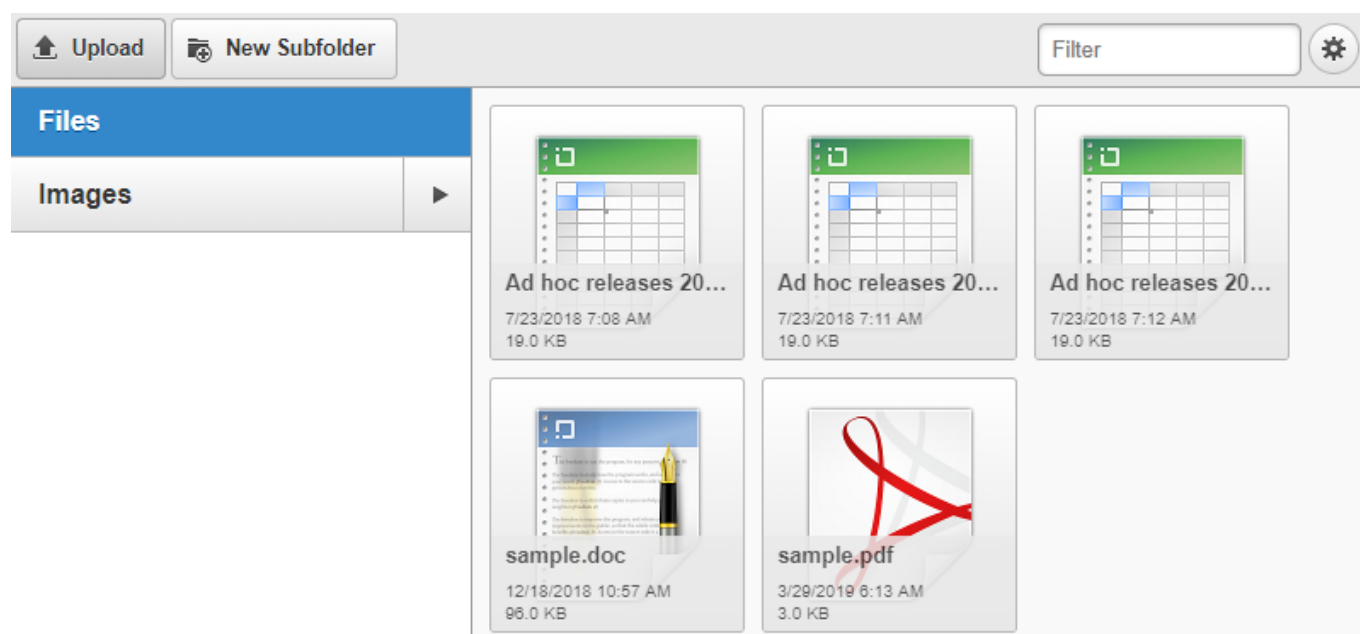 Upload
New Subfolder
Filter
Files
Images
Ad hoc releases 20...
7/23/2018 7:08 AM
19.0 KB
Ad hoc releases 20...
7/23/2018 7:11 AM
19.0 KB
Ad hoc releases 20...
7/23/2018 7:12 AM
19.0 KB
sample.doc
12/18/2018 10:57 AM
96.0 KB
sample.pdf
3/29/2019 6:13 AM
3.0 KB